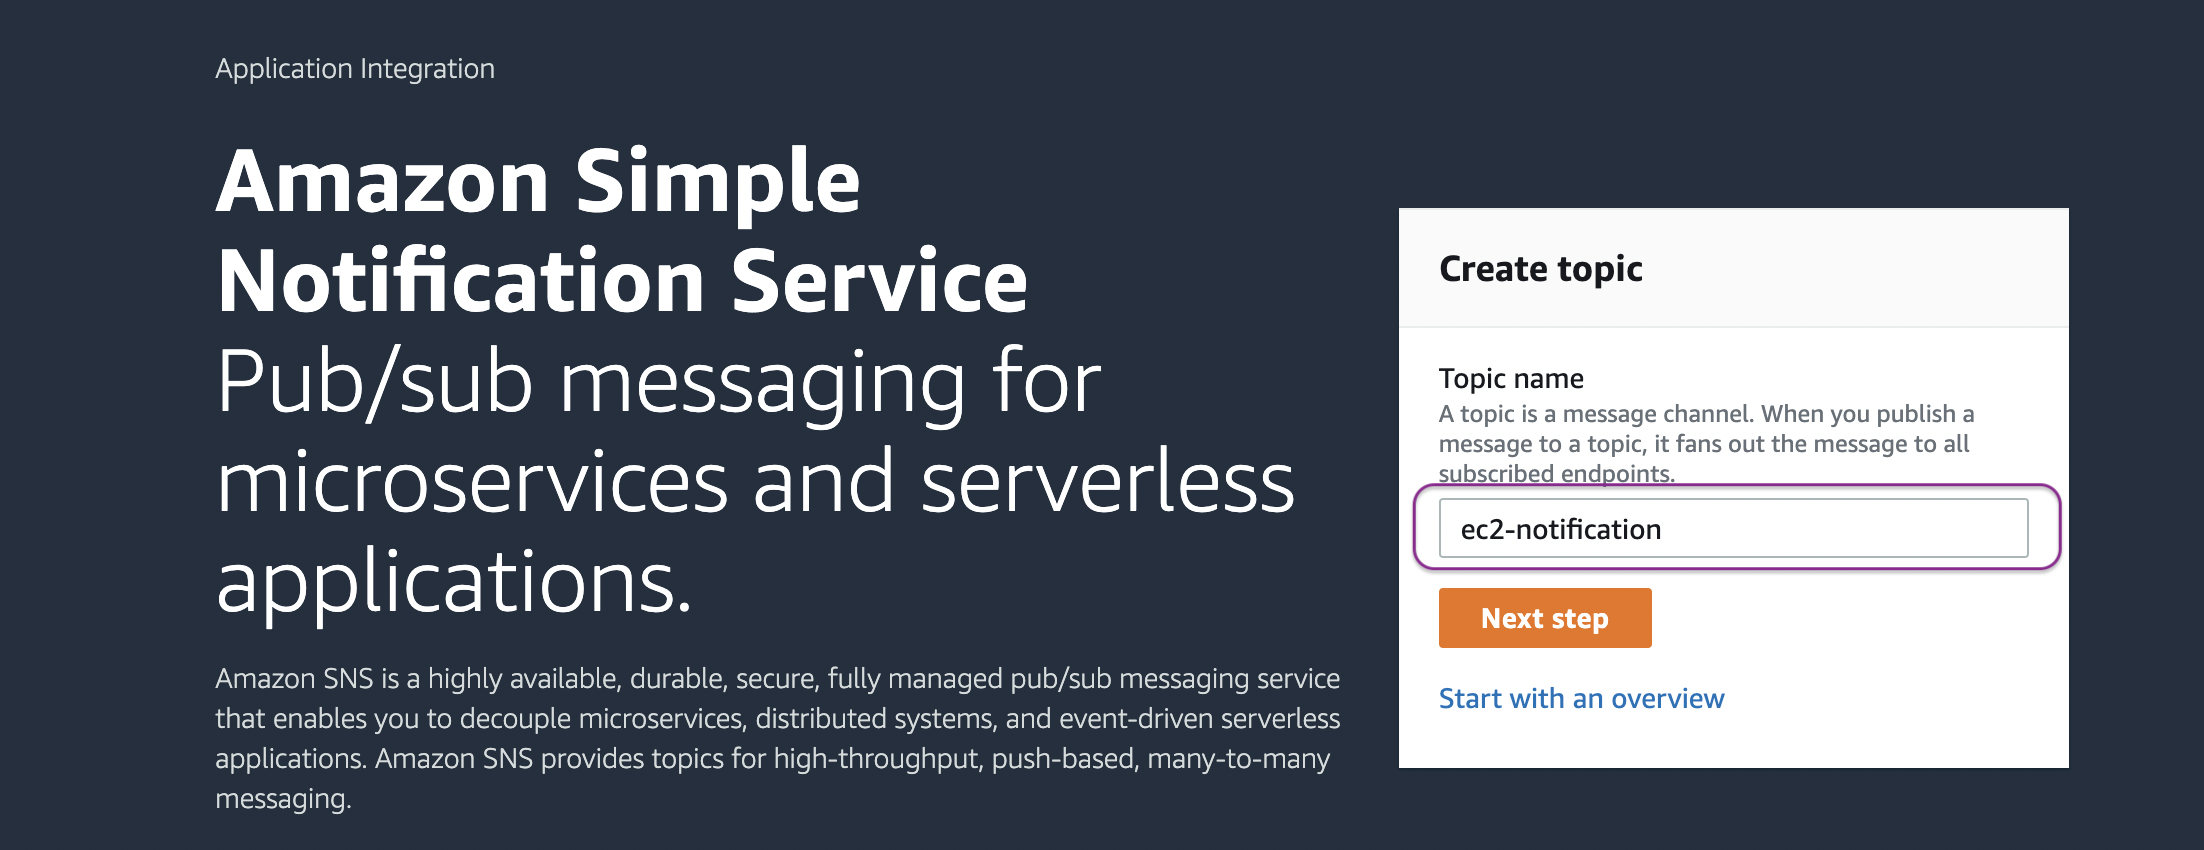 Application Integration
Amazon Simple
Notification Service
Pub/sub messaging for
microservices and serverless
applications.
Amazon SNS is a highly available, durable, secure, fully managed pub/sub messaging service
that enables you to decouple microservices, distributed systems, and event-driven serverless
applications. Amazon SNS provides topics for high-throughput, push-based, many-to-many
messaging.
Create topic
Topic name
A topic is a message channel. When you publish a
message to a topic, it fans out the message to all
subscribed endpoints.
ec2-notification
Next step
Start with an overview